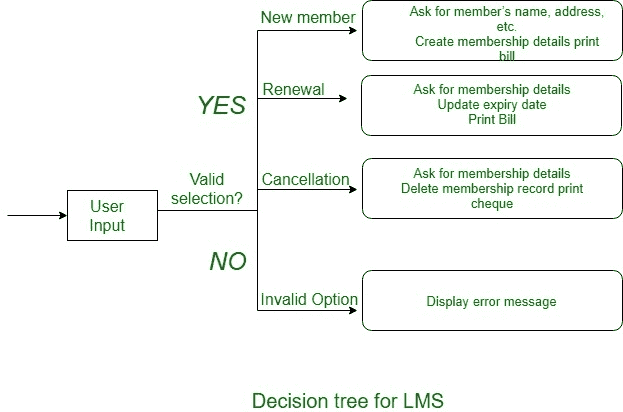 New member
Ask for member's name, address,
etc.
Create membership details print
bill
Renewal
Ask for membership details
Update expiry date
Print Bill
YES
Valid
selection?
Cancellation
Ask for membership details
Delete membership record print
cheque
User
Input
NO
Invalid Option
Display error message
Decision tree for LMS